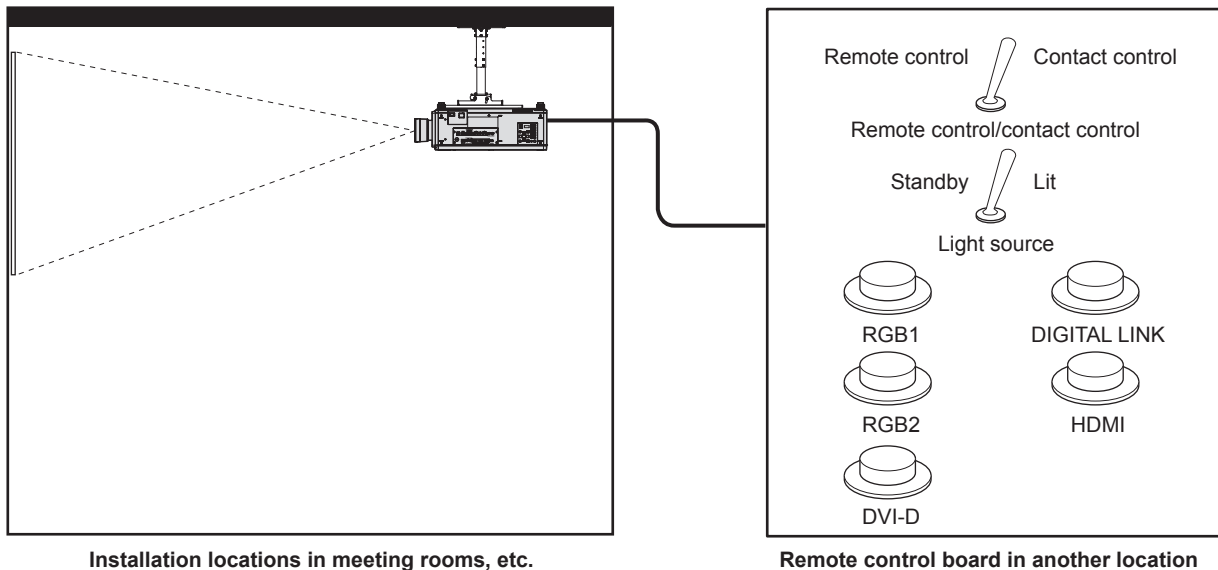 Remote control Contact control
Remote control/contact control
Standby Lit
Light source
RGB1 DIGITAL LINK
RGB2 HDMI
DVI-D
Installation locations in meeting rooms, etc. Remote control board in another location